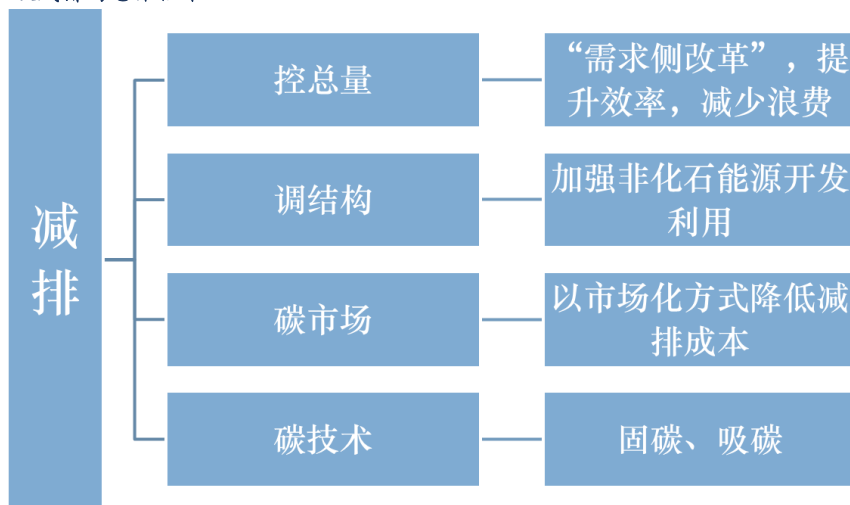 减
排
控总量
“需求侧改革”，提
升效率，减少浪费
调结构
加强非化石能源开发
利用
碳市场
以市场化方式降低减
排成本
碳技术
固碳、吸碳